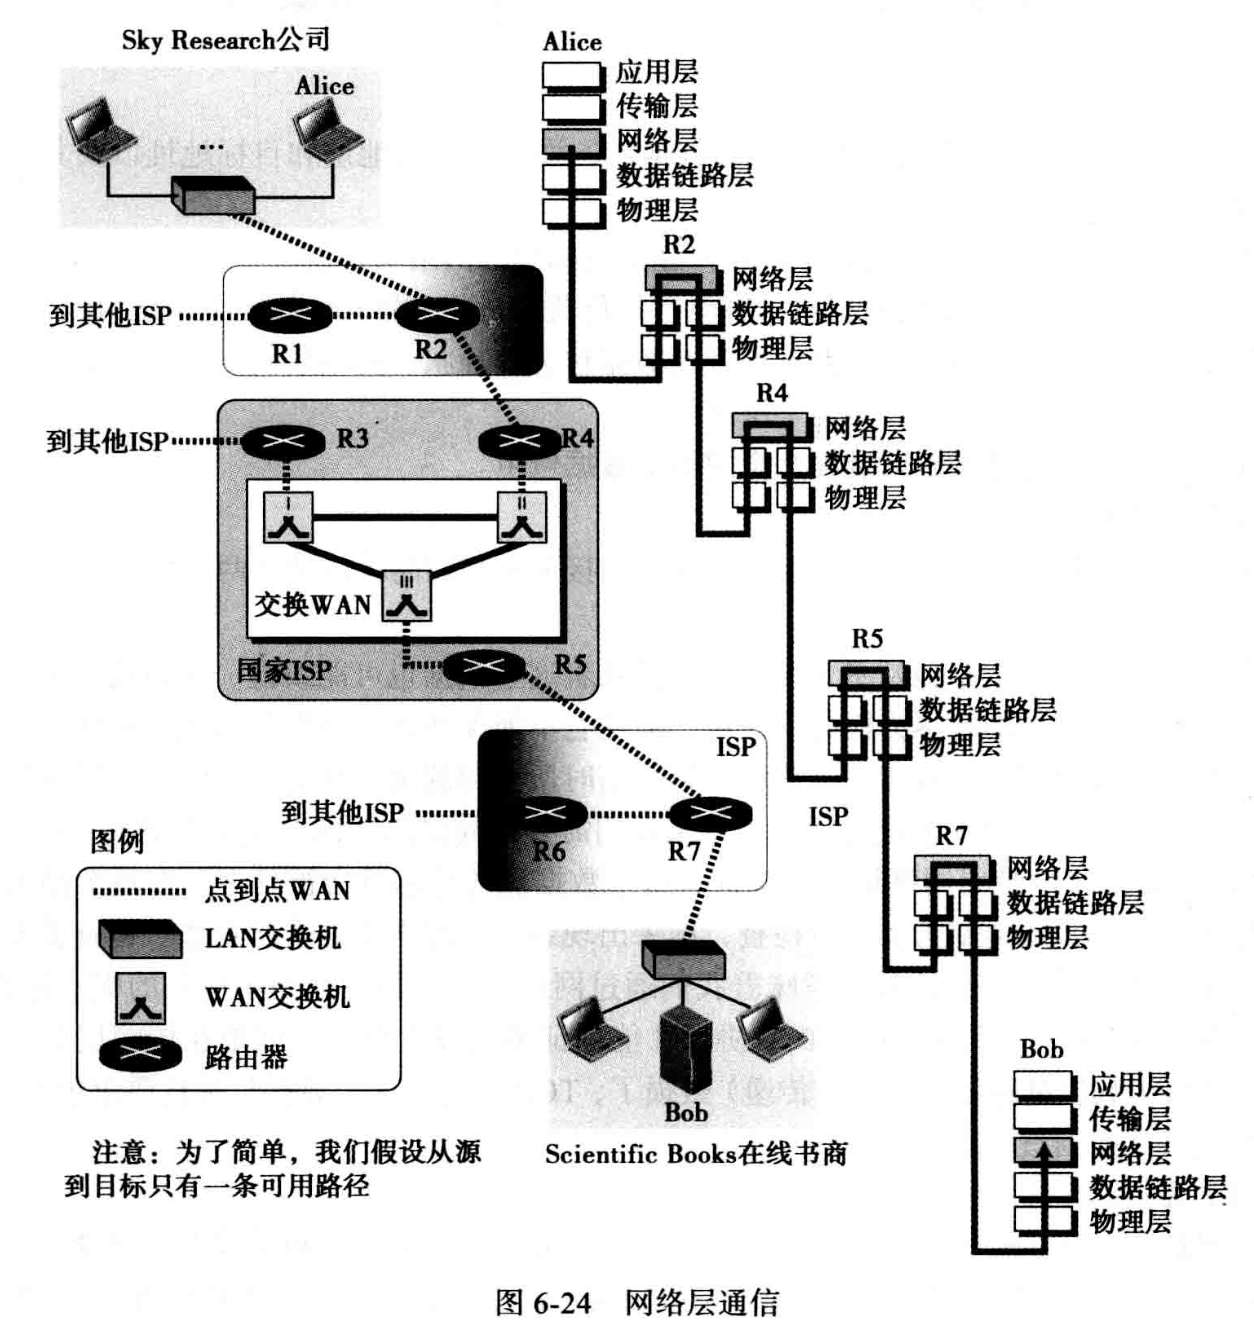 Sky Research公司
Alice
...
到其他ISP
R1
R2
到其他ISP
R3
R4
I
II
III
交换WAN
国家ISP
R5
ISP
到其他ISP
R6
R7
图例
点到点WAN
LAN交换机
WAN交换机
路由器
Bob
Scientific Books在线书商
注意：为了简单，我们假设从源
到目标只有一条可用路径
Alice
应用层
传输层
网络层
数据链路层
物理层
R2
网络层
数据链路层
物理层
R4
网络层
数据链路层
物理层
R5
网络层
数据链路层
物理层
ISP
R7
网络层
数据链路层
物理层
Bob
应用层
传输层
网络层
数据链路层
物理层
图 6-24 网络层通信